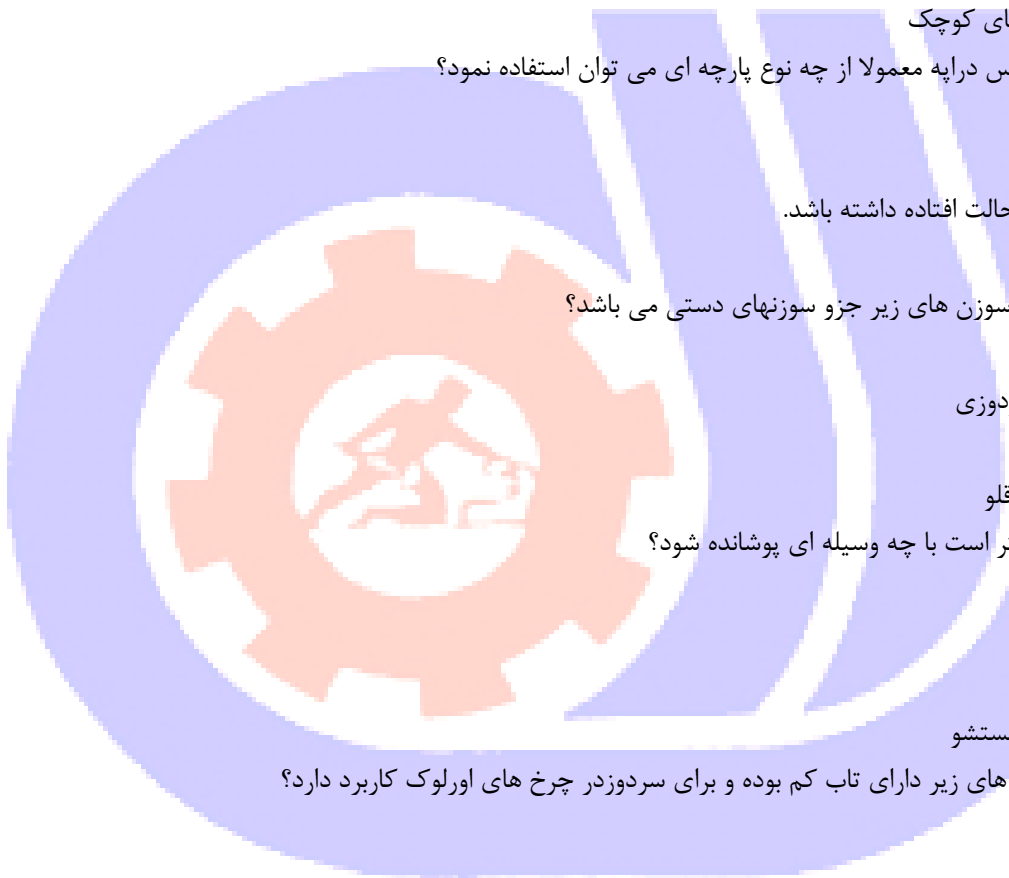 ای کوچک
س دراپه معمولا از چه نوع پارچه ای می توان استفاده نمود؟
حالت افتاده داشته باشد.
سوزن های زیر جزو سوزنهای دستی می باشد؟
دوزی
قلو
است با چه وسیله ای پوشانده شود؟
ستشو
های زیر دارای تاب کم بوده و برای سردوزدر چرخ های اورلوک کاربرد دارد؟